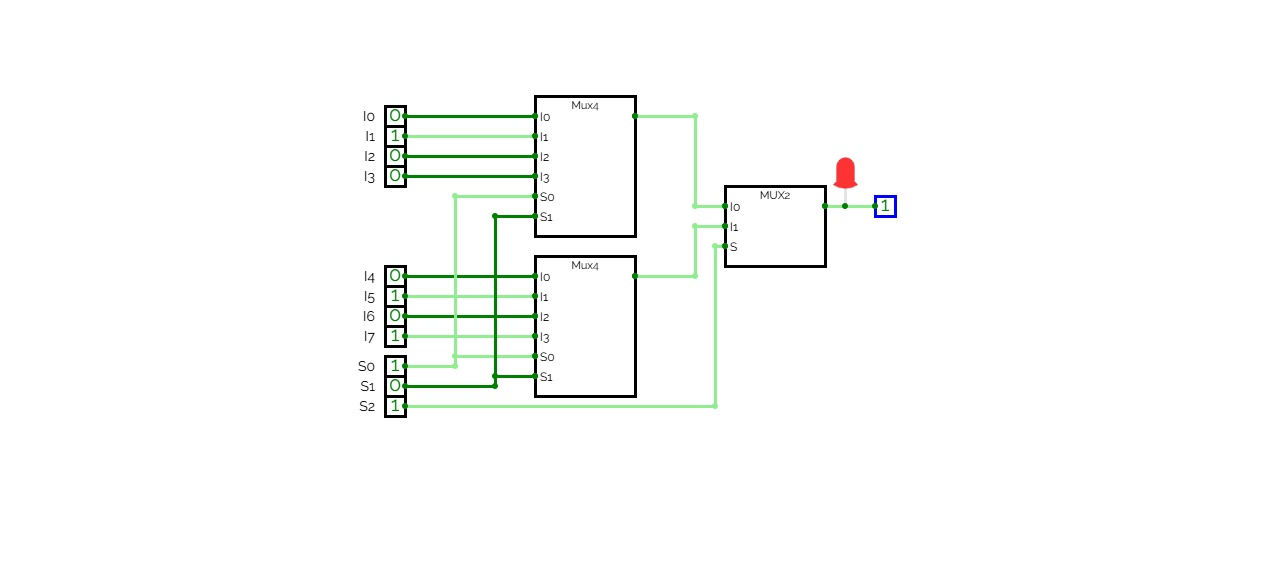 Mux4
I0 0 I0
I1 1 I1
I2 0 I2
I3 0 I3
S0
S1
MUX2
I0 1
I1
S
Mux4
I4 0 I0
I5 1 I1
I6 0 I2
I7 1 I3
S0
S0 1
S1
S1 0
S2 1